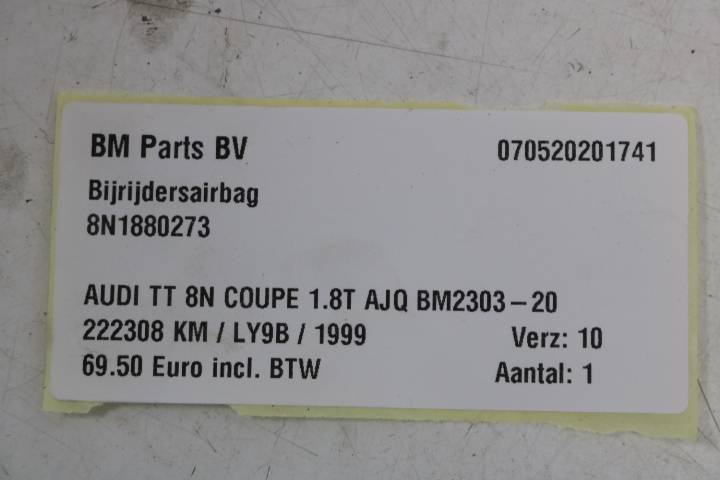 BM Parts BV 070520201741
Bijrijdersairbag
8N1880273
AUDI TT 8N COUPE 1.8T AJQ BM2303-20
222308 KM / LY9B / 1999 Verz: 10
69.50 Euro incl. BTW Aantal: 1